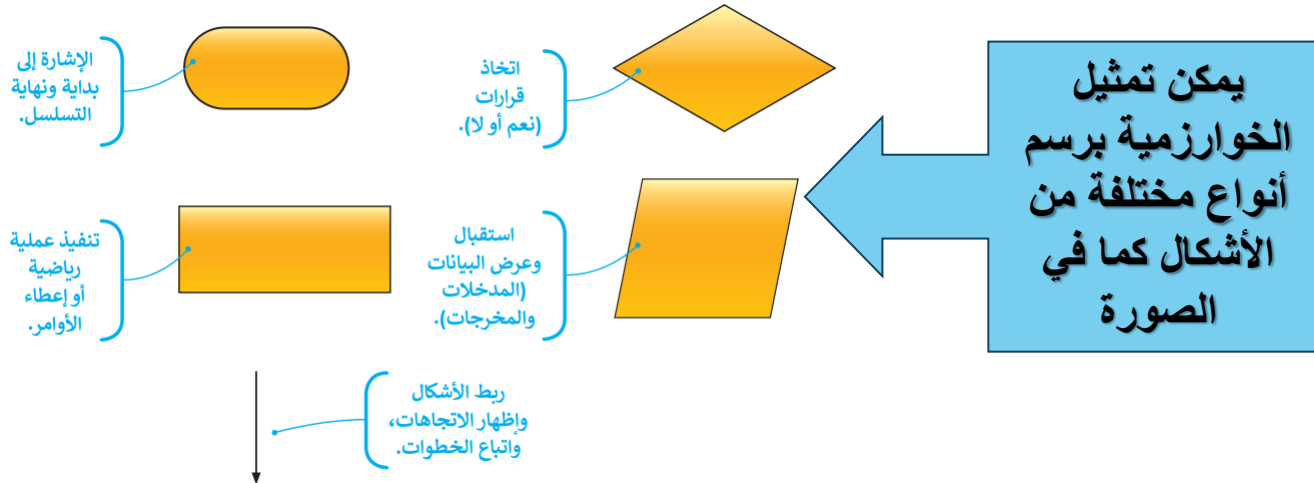 يمكن تمثيل
الخوارزمية برسم
أنواع مختلفة من
الأشكال كما في
الصورة
اتخاذ
قرارات
(نعم أو لا).
الإشارة إلى
بداية ونهاية
التسلسل.
استقبال
وعرض البيانات
(المدخلات
والمخرجات).
تنفيذ عملية
رياضية
أو إعطاء
الأوامر.
ربط الأشكال
وإظهار الاتجاهات،
واتباع الخطوات.